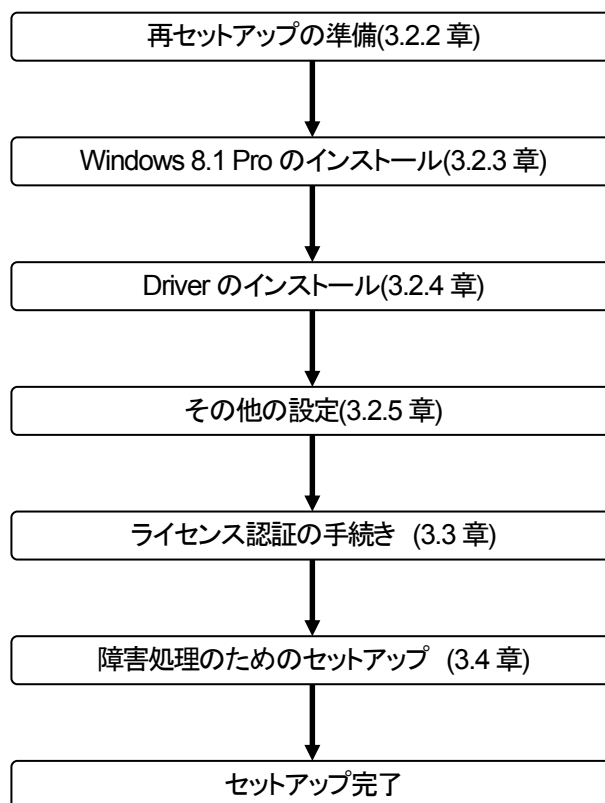 再セットアップの準備(3.2.2 章)
Windows 8.1 Pro のインストール(3.2.3 章)
Driver のインストール(3.2.4 章)
その他の設定(3.2.5 章)
ライセンス認証の手続き (3.3 章)
障害処理のためのセットアップ (3.4 章)
セットアップ完了